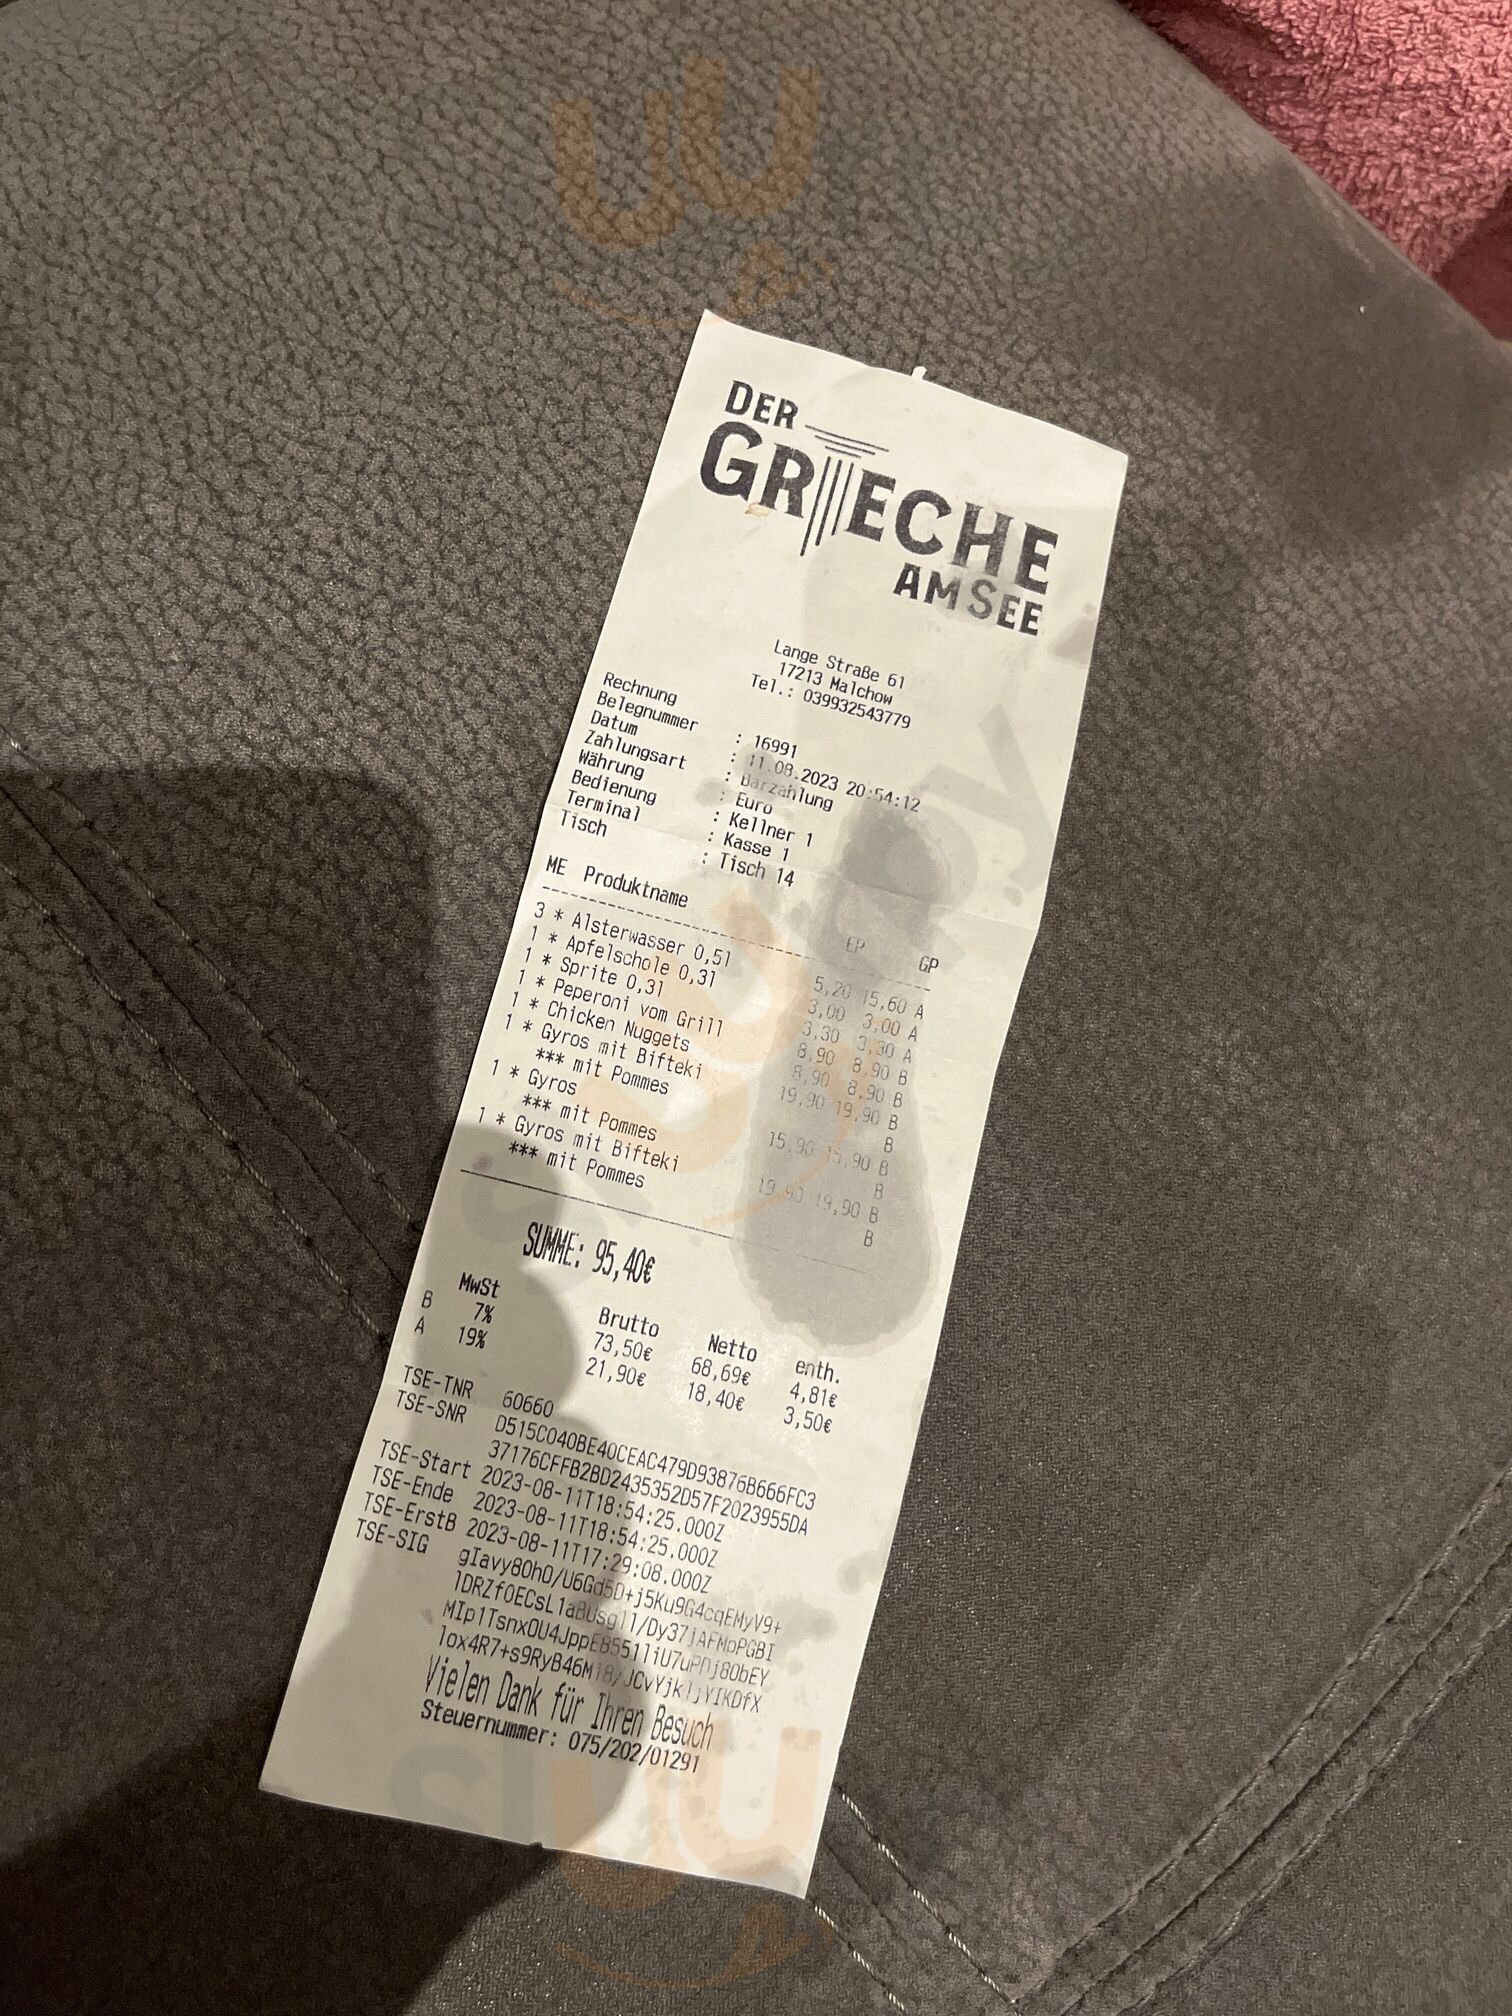 DER
GRIECHE
AM SEE
Lange Straße 61
17213 Malchow
Tel.: 039932543779
Rechnung
Belegnummer : 16991
Datum : 11.08.2023 20:54:12
Zahlungsart : Barzahlung
Währung : Euro
Bedienung : Kellner 1
Terminal : Kasse 1
Tisch : Tisch 14
ME Produktname EP GP
3 * Alsterwasser 0,5l 5,20 15,60 A
1 * Apfelschole 0,3l 3,00 3,00 A
1 * Sprite 0,3l 3,30 3,30 A
1 * Peperoni vom Grill 8,90 8,90 B
1 * Chicken Nuggets 8,90 8,90 B
1 * Gyros mit Bifteki 19,90 19,90 B
*** mit Pommes B
1 * Gyros 15,90 15,90 B
*** mit Pommes B
1 * Gyros mit Bifteki 19,90 19,90 B
*** mit Pommes B
SUMME: 95,40€
MwSt Brutto Netto enth.
B 7% 73,50€ 68,69€ 4,81€
A 19% 21,90€ 18,40€ 3,50€
TSE-TNR 60660
TSE-SNR D515C040BE40CEAC479D93876B666FC3
37176CFFB2BD2435352D57F2023955DA
TSE-Start 2023-08-11T18:54:25.000Z
TSE-Ende 2023-08-11T18:54:25.000Z
TSE-ErstB 2023-08-11T17:29:08.000Z
TSE-SIG
Vielen Dank für Ihren Besuch
Steuernummer: 075/202/01291